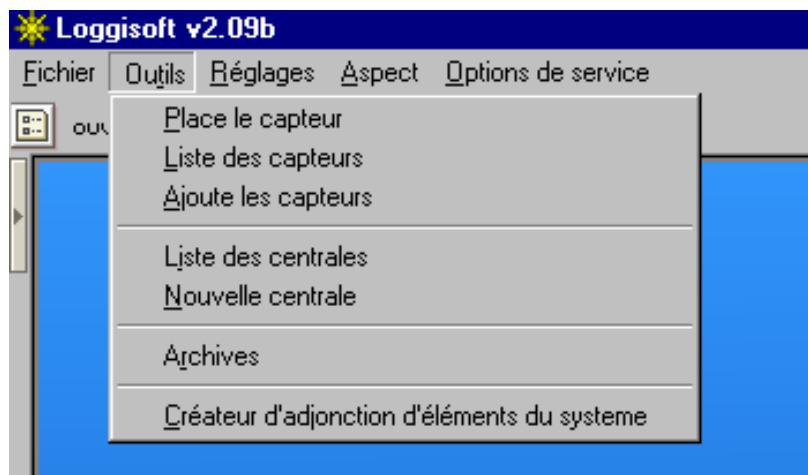 Loggisoft v2.09b
Fichier Outils Réglages Aspect Options de service
Place le capteur
Liste des capteurs
Ajoute les capteurs
Liste des centrales
Nouvelle centrale
Archives
Créateur d'adjonction d'éléments du systeme